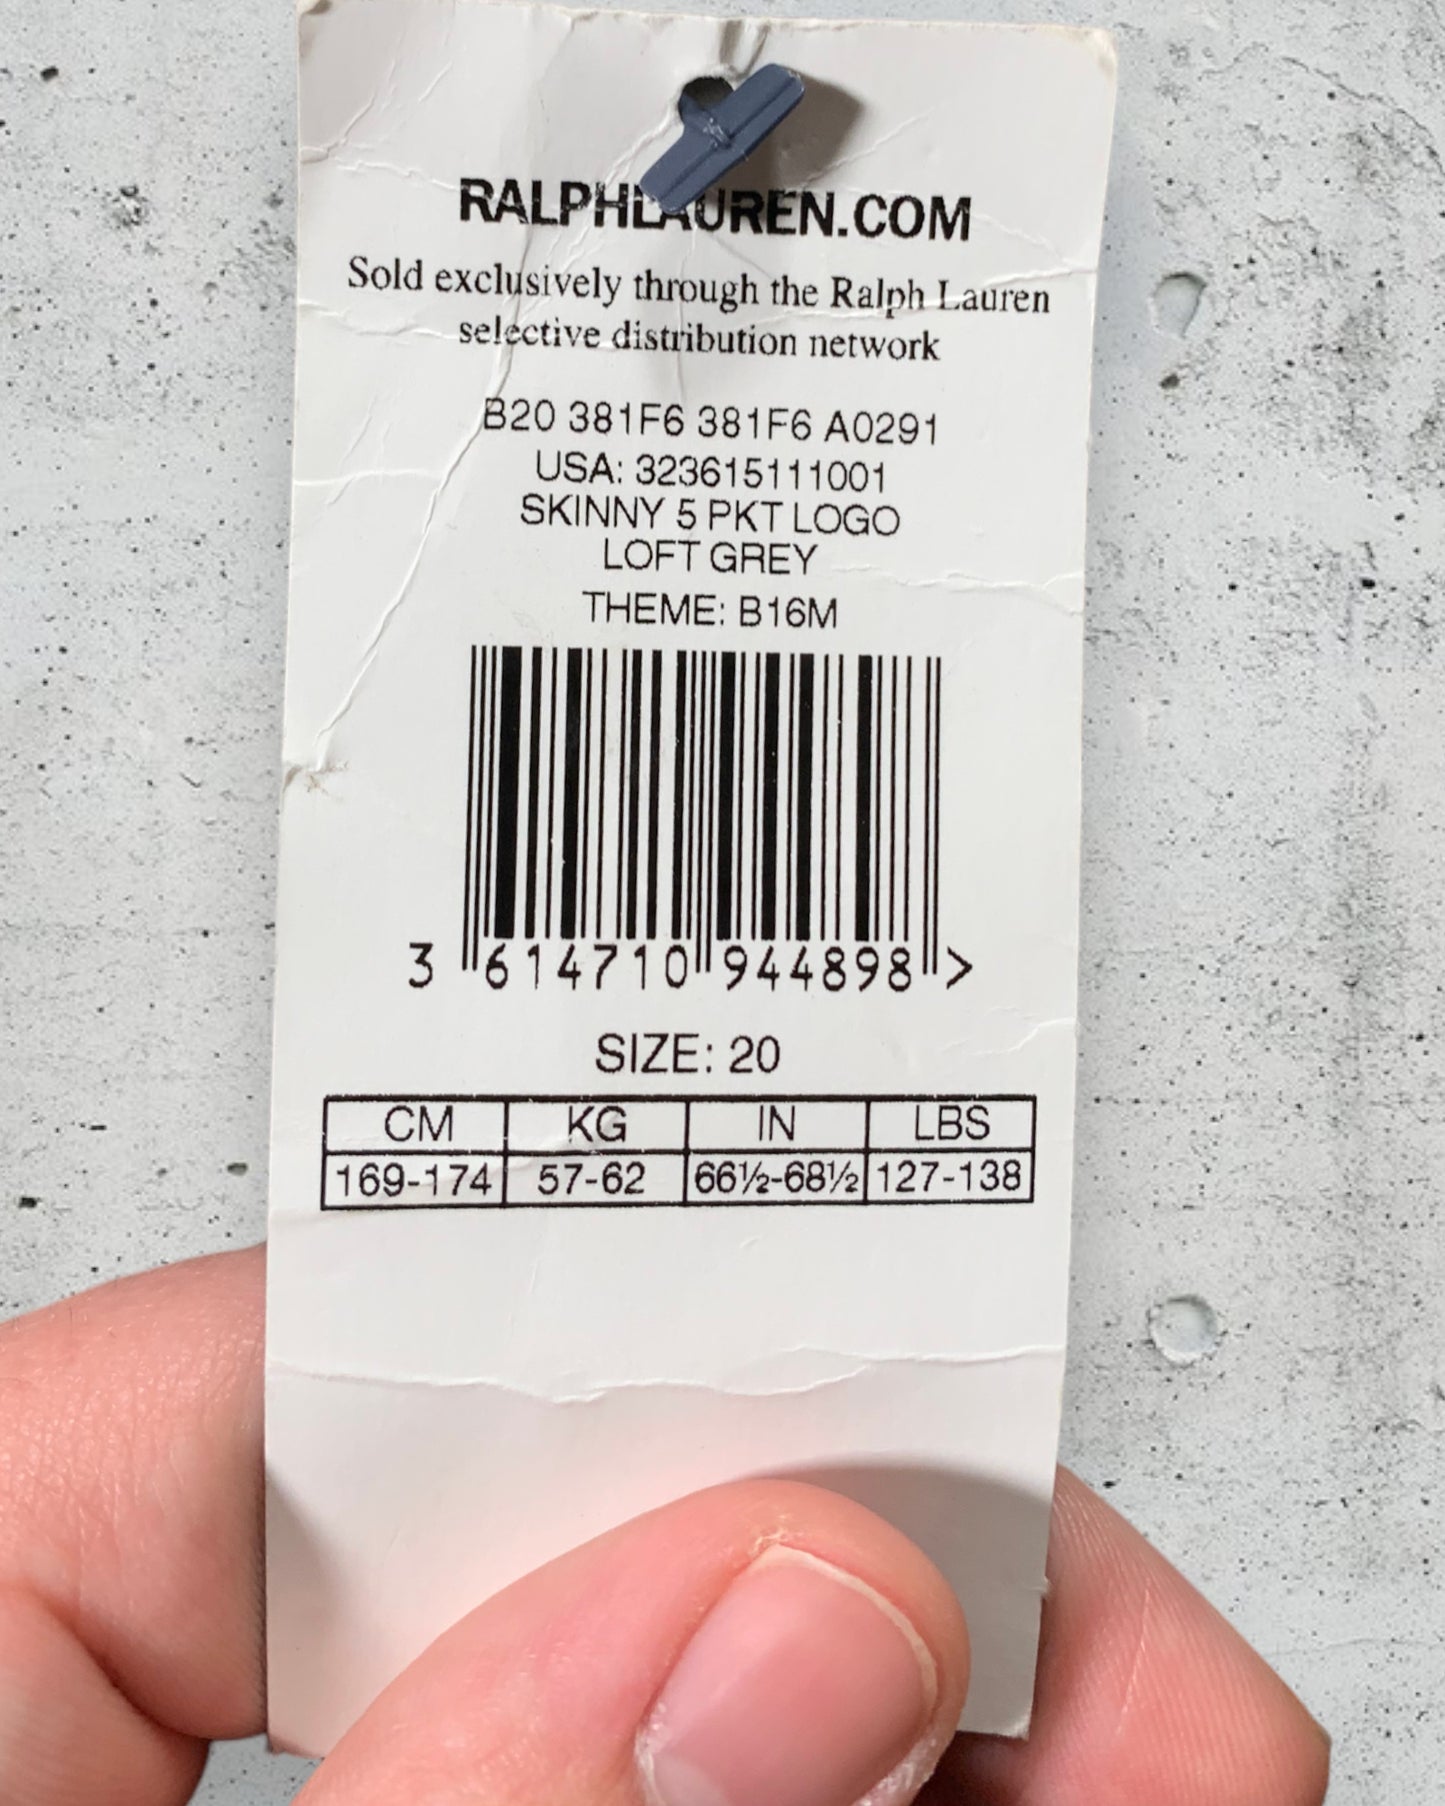 RALPHLAUREN.COM
Sold exclusively through the Ralph Lauren
selective distribution network
B20 381F6 381F6 A0291
USA: 323615111001
SKINNY 5 PKT LOGO
LOFT GREY
THEME: B16M
3 614710 944898 >
SIZE: 20
CM KG IN LBS
169-174 57-62 66½-68½ 127-138